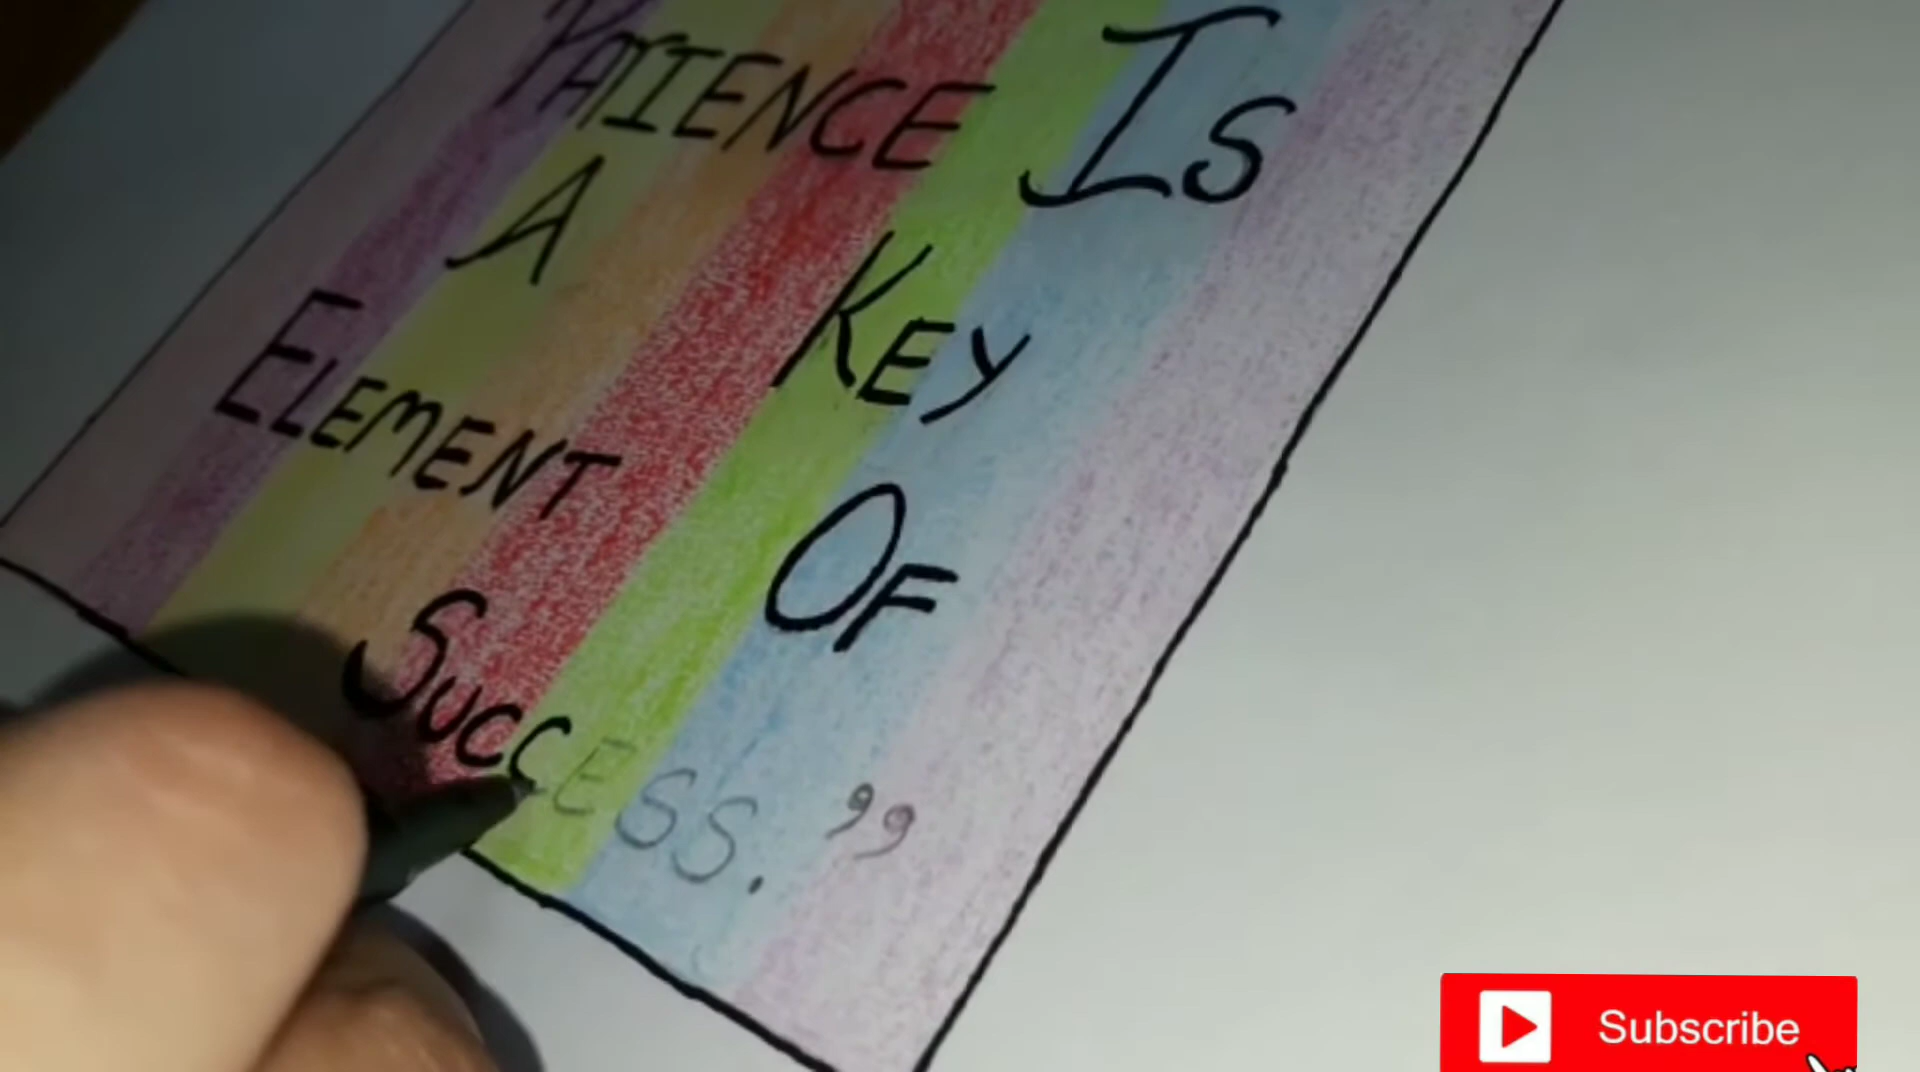 PATIENCE IS
A KEY
ELEMENT OF
SUCCESS.”
Subscribe